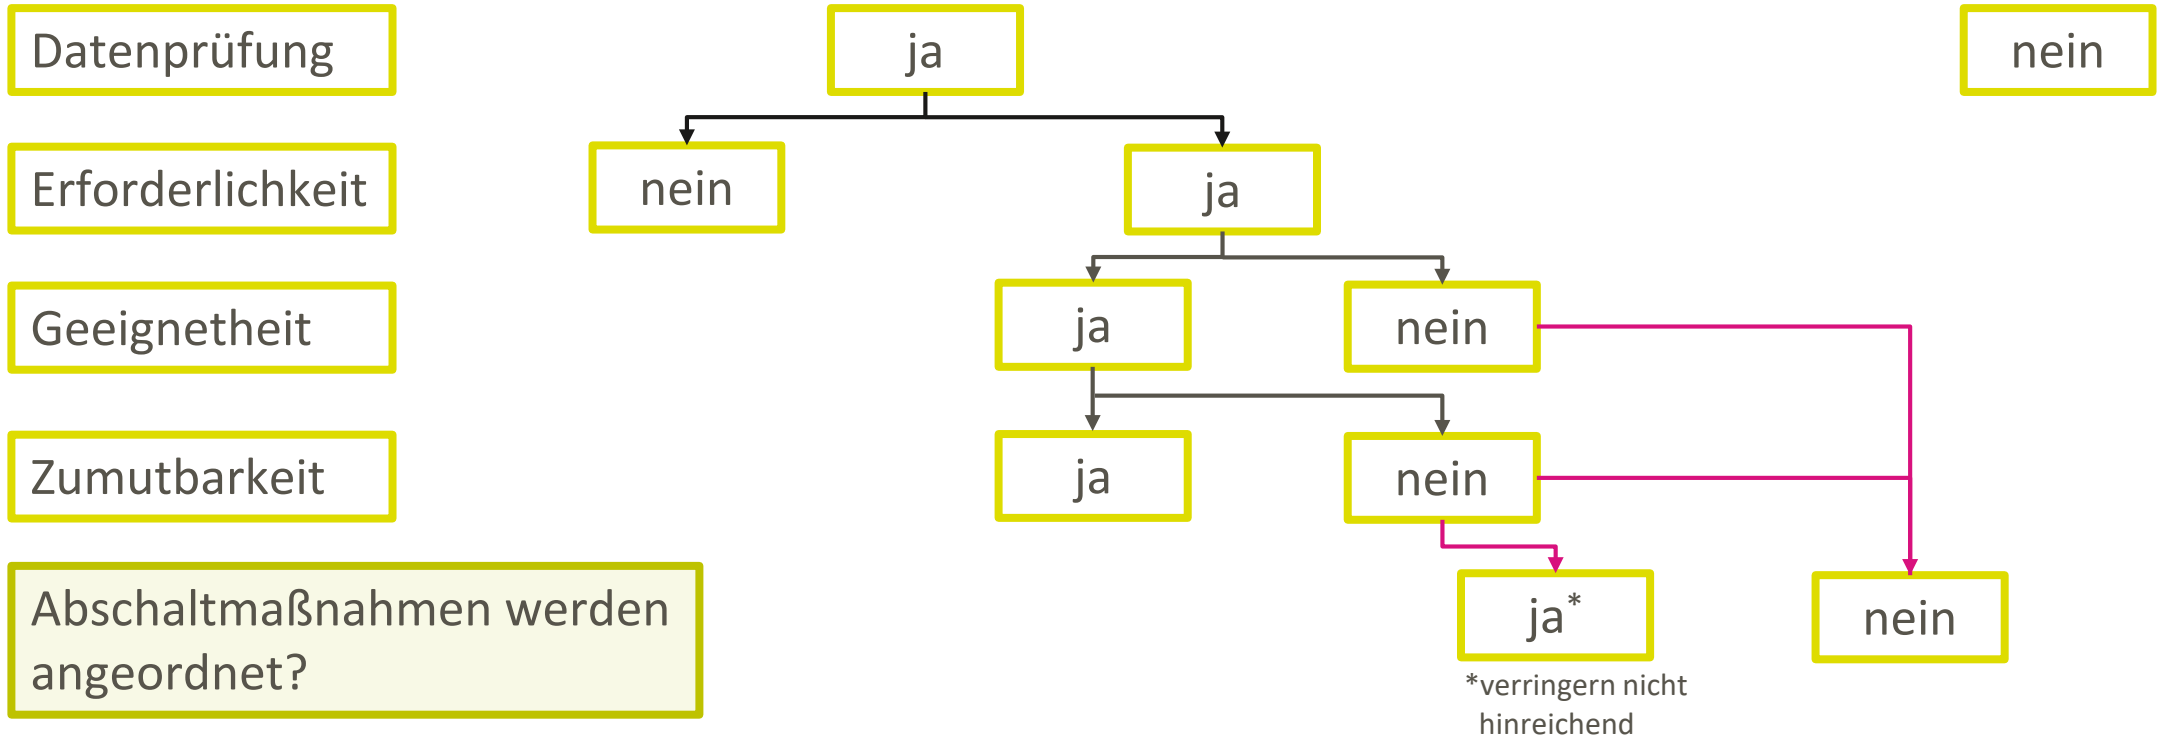 Datenprüfung
ja
nein
Erforderlichkeit
nein
ja
Geeignetheit
ja
nein
Zumutbarkeit
ja
nein
Abschaltmaßnahmen werden
angeordnet?
ja*
nein
*verringern nicht
hinreichend